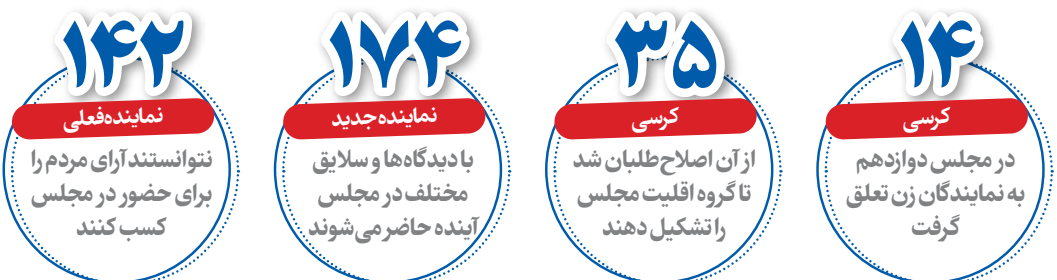 ۱۴
کرسی
در مجلس دوازدهم
به نمایندگان زن تعلق
گرفت
۳۵
کرسی
از آن اصلاح‌طلبان شد
تا گروه اقلیت مجلس
را تشکیل دهند
۱۷۴
نماینده جدید
با دیدگاه‌ها و سلایق
مختلف در مجلس
آینده حاضر می‌شوند
۱۴۲
نماینده فعلی
نتوانستند آرای مردم را
برای حضور در مجلس
کسب کنند